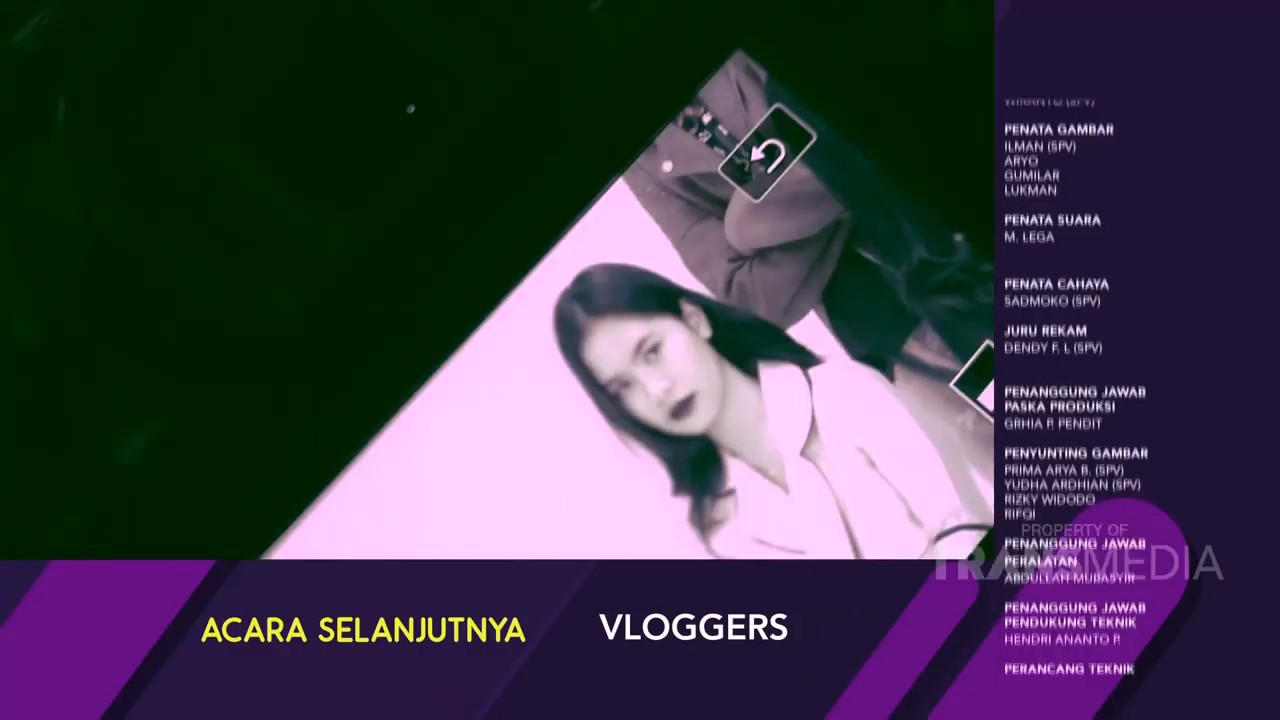 PENATA GAMBAR
ILMAN (SPV)
ARYO
GUMILAR
LUKMAN
PENATA SUARA
M. LEGA
PENATA CAHAYA
SADMOKO (SPV)
JURU REKAM
DENDY F. L (SPV)
PENANGGUNG JAWAB
PASKA PRODUKSI
GRHIA P. PENDIT
PENYUNTING GAMBAR
PRIMA ARYA B. (SPV)
YUDHA ARDHIAN (SPV)
RIZKY WIDODO
RIFQI
PROPERTY OF
TRANSMEDIA
PENANGGUNG JAWAB
PERALATAN
ABDULLAH MUBASYIR
PENANGGUNG JAWAB
PENDUKUNG TEKNIK
HENDRI ANANTO P.
PERANCANG TEKNIK
ACARA SELANJUTNYA
VLOGGERS